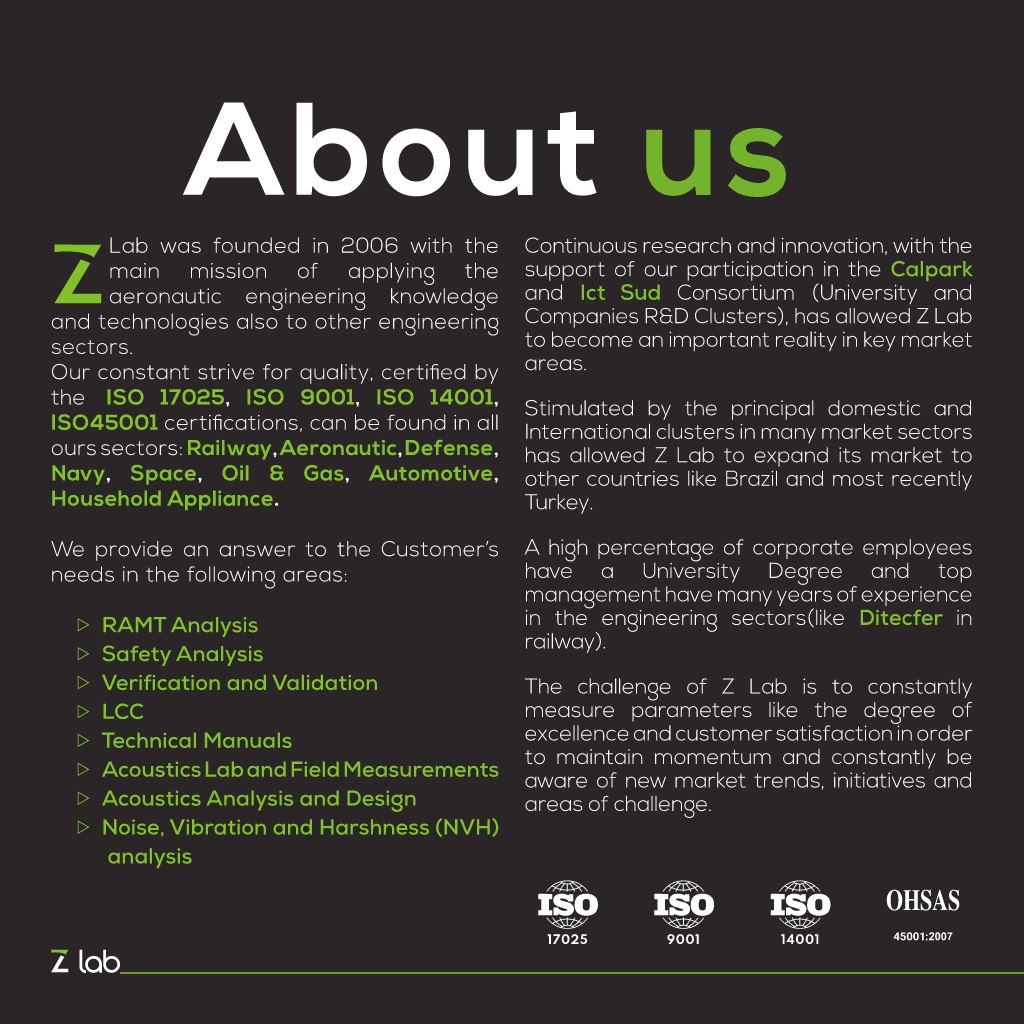 About us
Z Lab was founded in 2006 with the
main mission of applying the
aeronautic engineering knowledge
and technologies also to other engineering
sectors.
Our constant strive for quality, certified by
the ISO 17025, ISO 9001, ISO 14001,
ISO45001 certifications, can be found in all
ours sectors: Railway, Aeronautic, Defense,
Navy, Space, Oil & Gas, Automotive,
Household Appliance.
We provide an answer to the Customer's
needs in the following areas:
▷ RAMT Analysis
▷ Safety Analysis
▷ Verification and Validation
▷ LCC
▷ Technical Manuals
▷ Acoustics Lab and Field Measurements
▷ Acoustics Analysis and Design
▷ Noise, Vibration and Harshness (NVH)
analysis
Continuous research and innovation, with the
support of our participation in the Calpark
and Ict Sud Consortium (University and
Companies R&D Clusters), has allowed Z Lab
to become an important reality in key market
areas.
Stimulated by the principal domestic and
International clusters in many market sectors
has allowed Z Lab to expand its market to
other countries like Brazil and most recently
Turkey.
A high percentage of corporate employees
have a University Degree and top
management have many years of experience
in the engineering sectors(like Ditecfer in
railway).
The challenge of Z Lab is to constantly
measure parameters like the degree of
excellence and customer satisfaction in order
to maintain momentum and constantly be
aware of new market trends, initiatives and
areas of challenge.
ISO
17025
ISO
9001
ISO
14001
OHSAS
45001:2007
Z lab